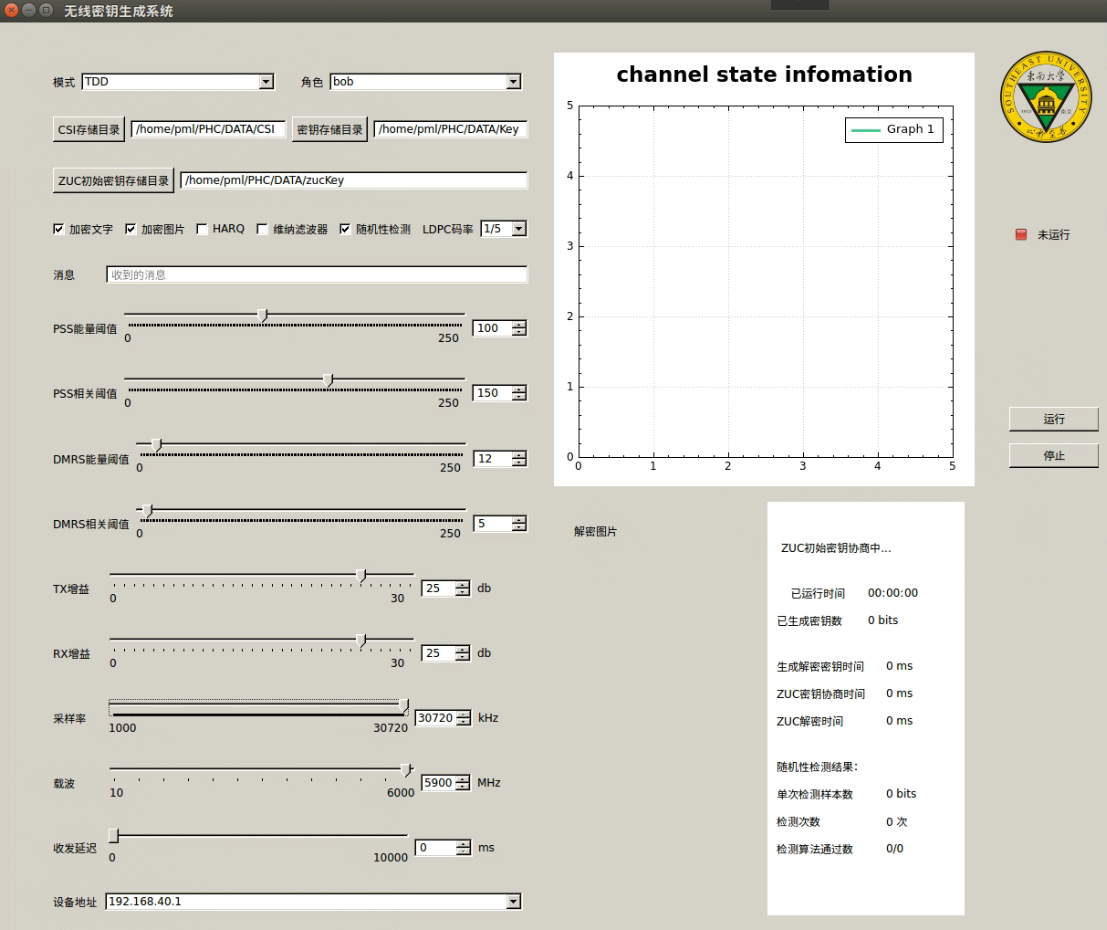 无线密钥生成系统
模式 TDD 角色 bob
CSI存储目录 /home/pml/PHC/DATA/CSI 密钥存储目录 /home/pml/PHC/DATA/Key
ZUC初始密钥存储目录 /home/pml/PHC/DATA/zucKey
加密文字 加密图片 HARQ 维纳滤波器 随机性检测 LDPC码率 1/5
消息 收到的消息
PSS能量阈值 100
0 250
PSS相关阈值 150
0 250
DMRS能量阈值 12
0 250
DMRS相关阈值 5
0 250
TX增益 25 db
0 30
RX增益 25 db
0 30
采样率 30720 kHz
1000 30720
载波 5900 MHz
10 6000
收发延迟 0 ms
0 10000
设备地址 192.168.40.1
channel state infomation
Graph 1
5
4
3
2
1
0
0 1 2 3 4 5
解密图片
SOUTHEAST UNIVERSITY
东南大学
未运行
运行
停止
ZUC初始密钥协商中...
已运行时间 00:00:00
已生成密钥数 0 bits
生成解密密钥时间 0 ms
ZUC密钥协商时间 0 ms
ZUC解密时间 0 ms
随机性检测结果：
单次检测样本数 0 bits
检测次数 0 次
检测算法通过数 0/0